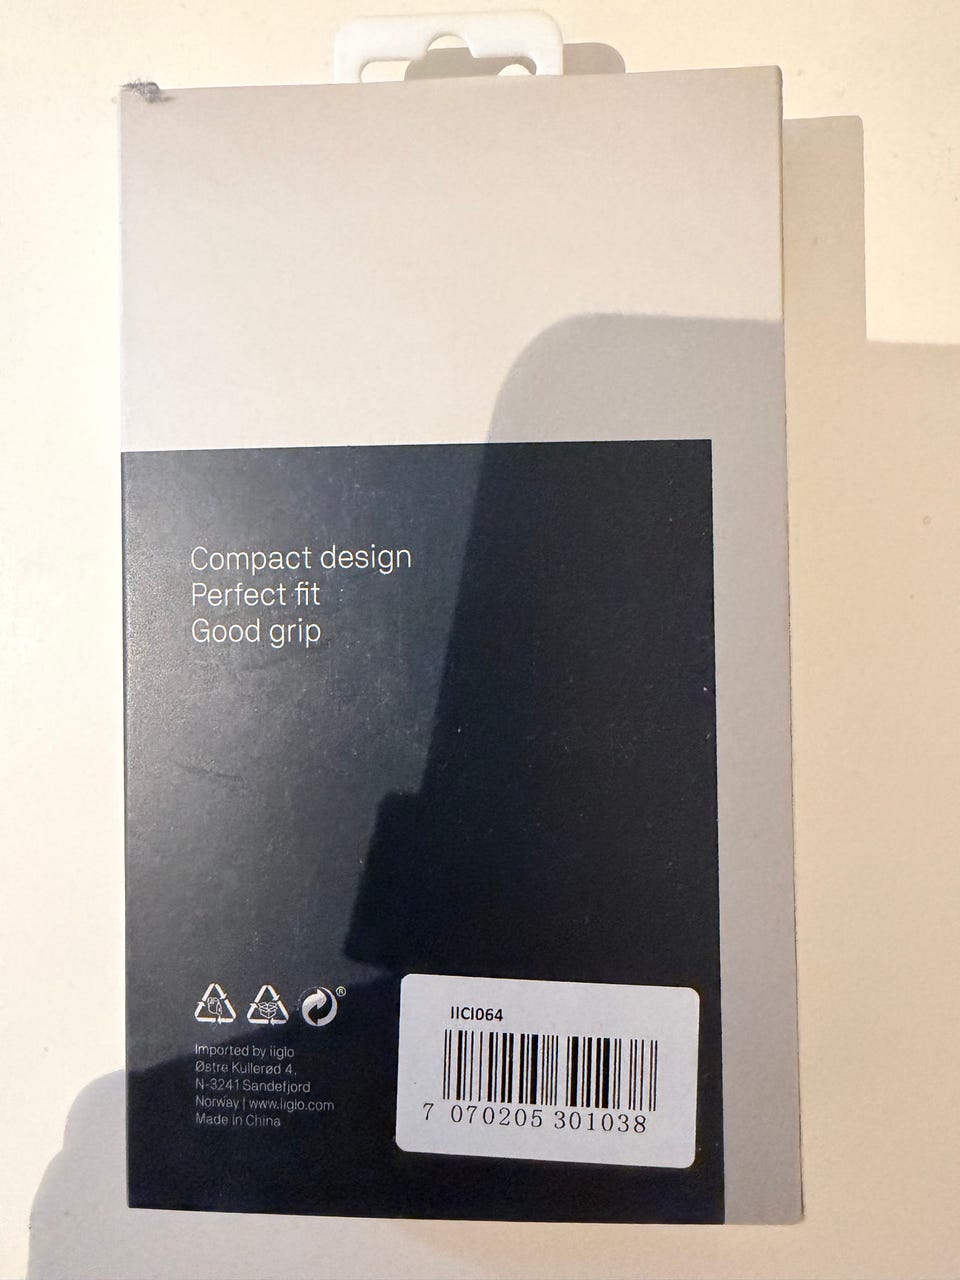 Compact design
Perfect fit
Good grip
®
Imported by iiglo
Østre Kullerød 4,
N-3241 Sandefjord
Norway | www.iiglo.com
Made in China
IICI064
7 070205 301038